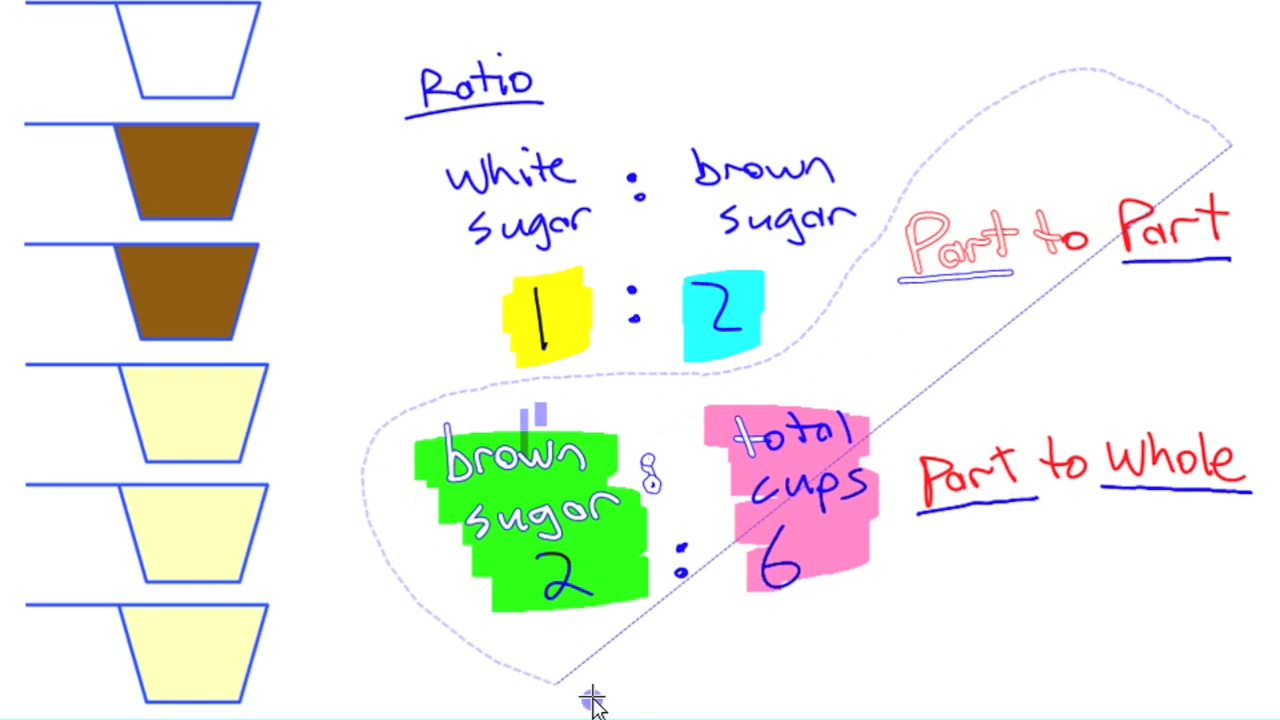 Ratio
white : brown
sugar sugar
Part to Part
1 : 2
brown : total
sugar cups
Part to Whole
2 : 6